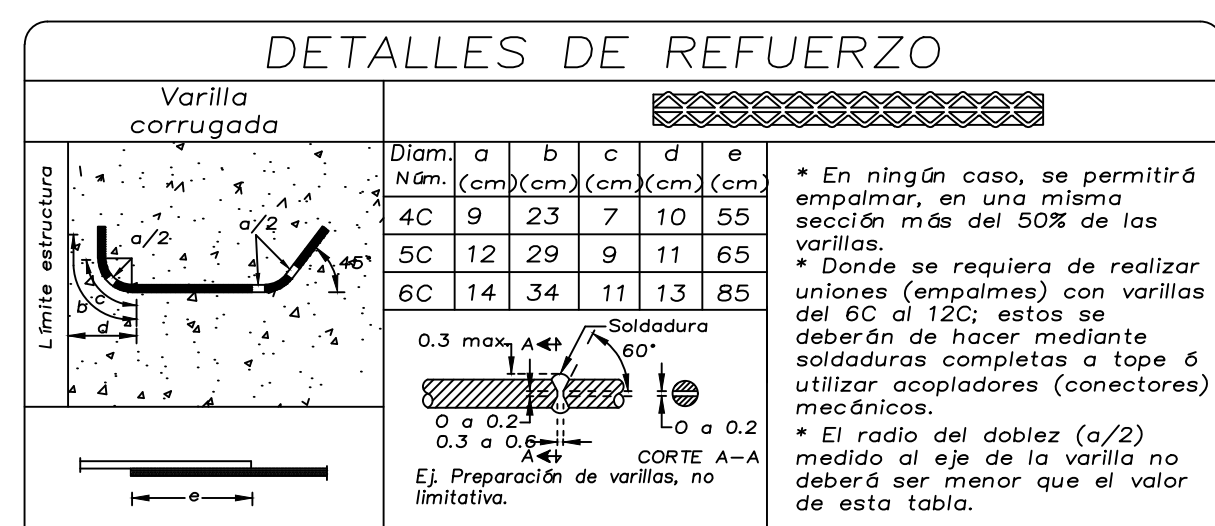 DETALLES DE REFUERZO
Varilla
corrugada
Límite estructura
a/2
a/2
45°
c
b
d
e
Diam. a b c d e
Núm. (cm) (cm) (cm) (cm) (cm)
4C 9 23 7 10 55
5C 12 29 9 11 65
6C 14 34 11 13 85
Soldadura
0.3 max. A
60°
0 a 0.2
0.3 a 0.6
A
0 a 0.2
CORTE A-A
Ej. Preparación de varillas, no
limitativa.
* En ningún caso, se permitirá
empalmar, en una misma
sección más del 50% de las
varillas.
* Donde se requiera de realizar
uniones (empalmes) con varillas
del 6C al 12C; estos se
deberán de hacer mediante
soldaduras completas a tope ó
utilizar acopladores (conectores)
mecánicos.
* El radio del doblez (a/2)
medido al eje de la varilla no
deberá ser menor que el valor
de esta tabla.